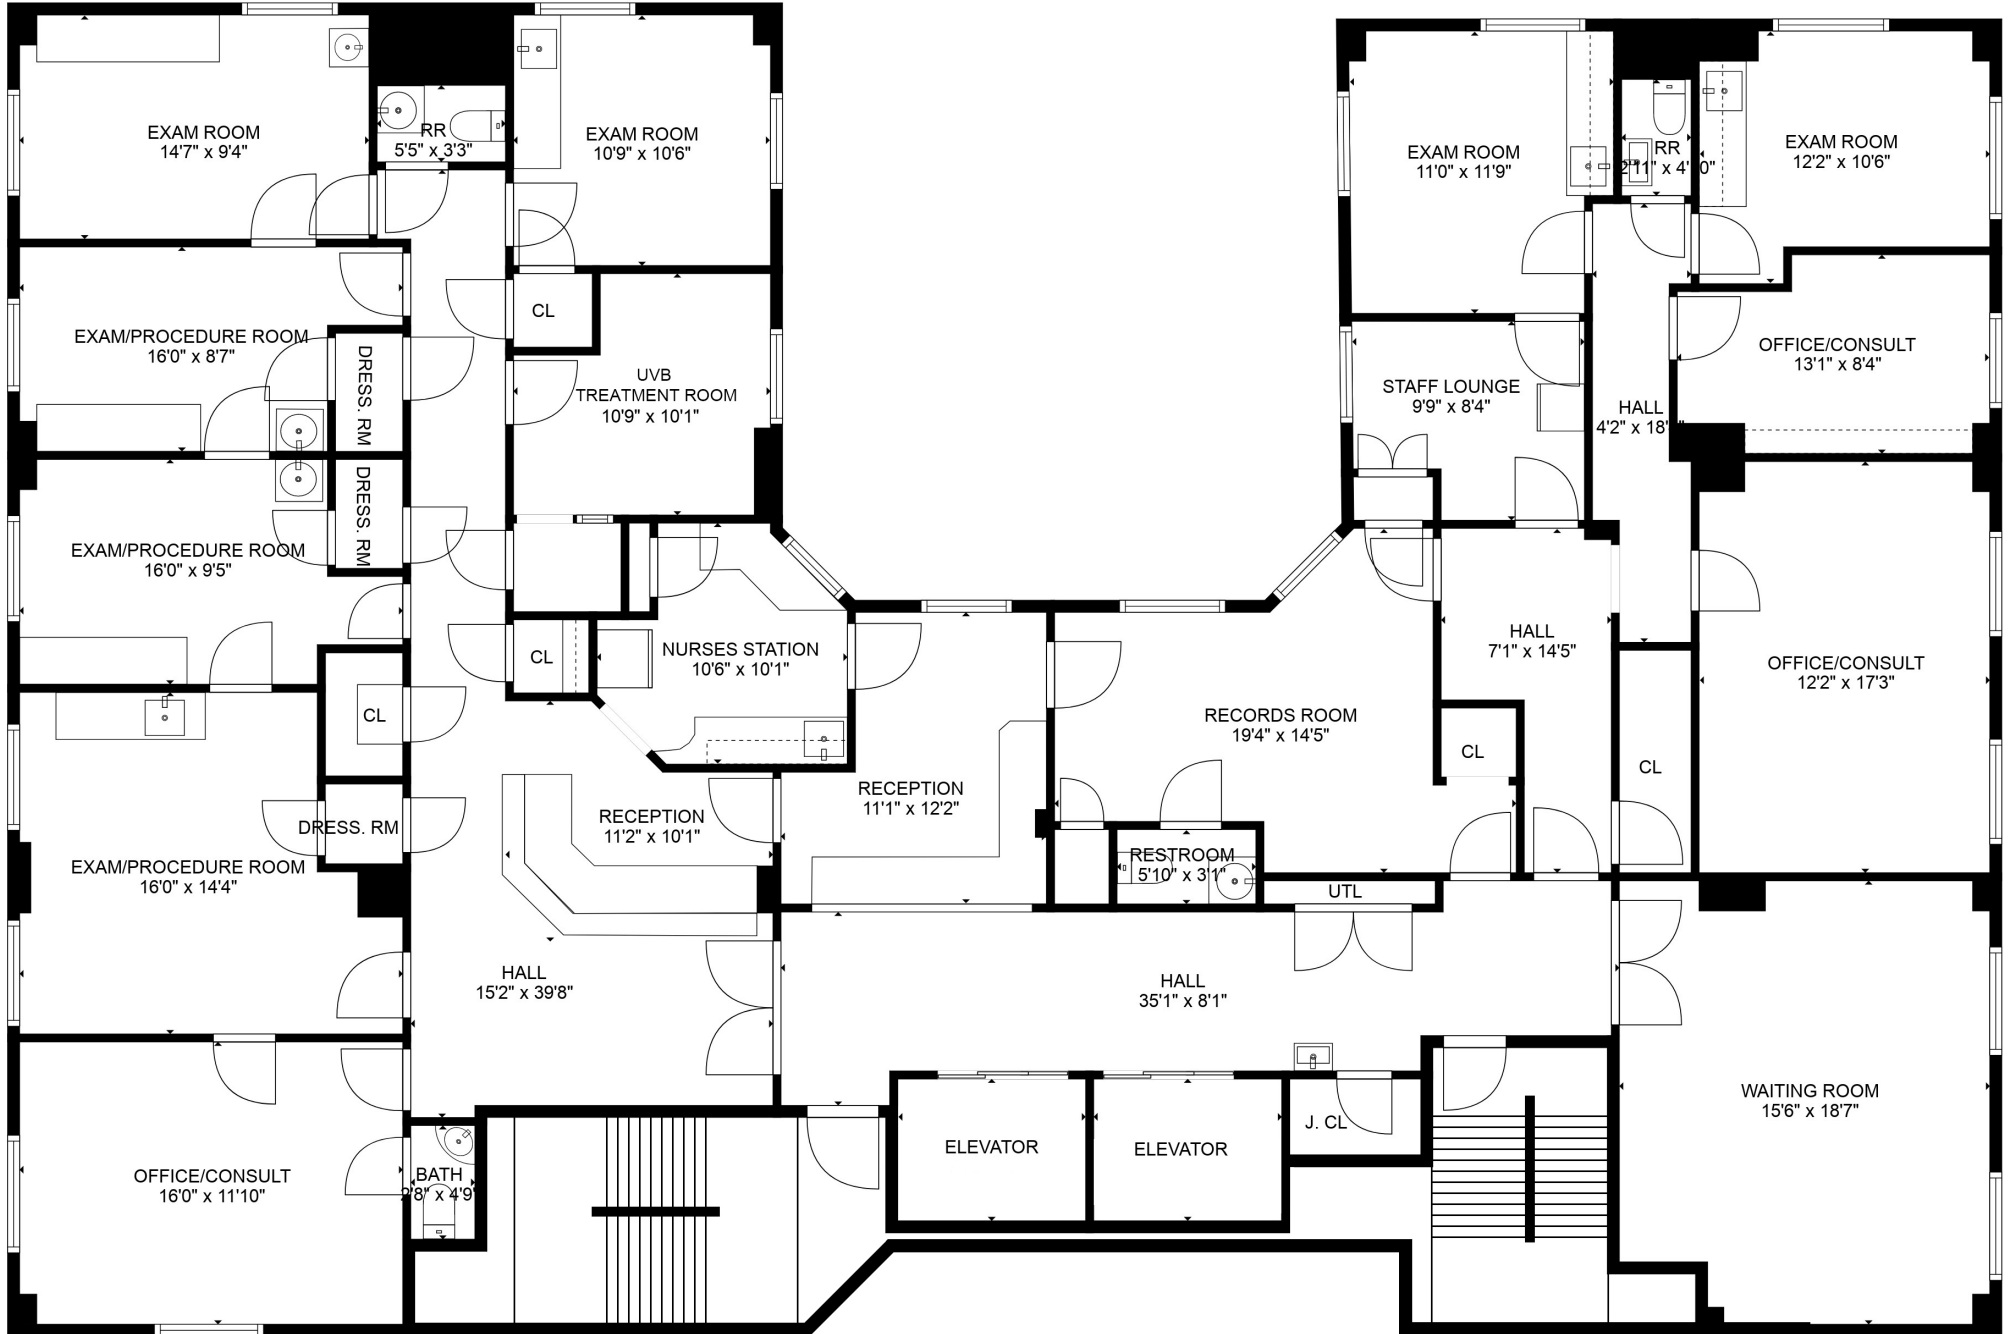 EXAM ROOM
14'7" x 9'4"
RR
5'5" x 3'3"
EXAM ROOM
10'9" x 10'6"
EXAM ROOM
11'0" x 11'9"
RR
EXAM ROOM
12'2" x 10'6"
CL
EXAM/PROCEDURE ROOM
16'0" x 8'7"
DRESS. RM
UVB
TREATMENT ROOM
10'9" x 10'1"
STAFF LOUNGE
9'9" x 8'4"
OFFICE/CONSULT
13'1" x 8'4"
HALL
4'2" x
EXAM/PROCEDURE ROOM
16'0" x 9'5"
DRESS. RM
CL
NURSES STATION
10'6" x 10'1"
HALL
7'1" x 14'5"
OFFICE/CONSULT
12'2" x 17'3"
CL
RECORDS ROOM
19'4" x 14'5"
CL
CL
RECEPTION
11'1" x 12'2"
RECEPTION
11'2" x 10'1"
DRESS. RM
EXAM/PROCEDURE ROOM
16'0" x 14'4"
RESTROOM
5'10" x 3'1"
UTL
HALL
15'2" x 39'8"
HALL
35'1" x 8'1"
WAITING ROOM
15'6" x 18'7"
J. CL
ELEVATOR
ELEVATOR
OFFICE/CONSULT
16'0" x 11'10"
BATH
2'8" x 4'9"